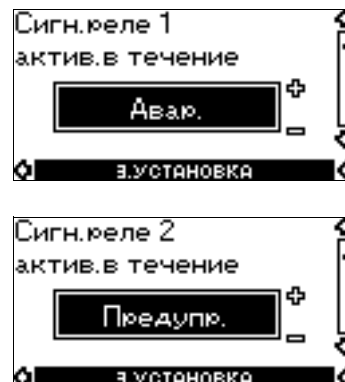 Сигн.реле 1
актив.в течение
Авар.
3.УСТАНОВКА
Сигн.реле 2
актив.в течение
Предупр.
3.УСТАНОВКА